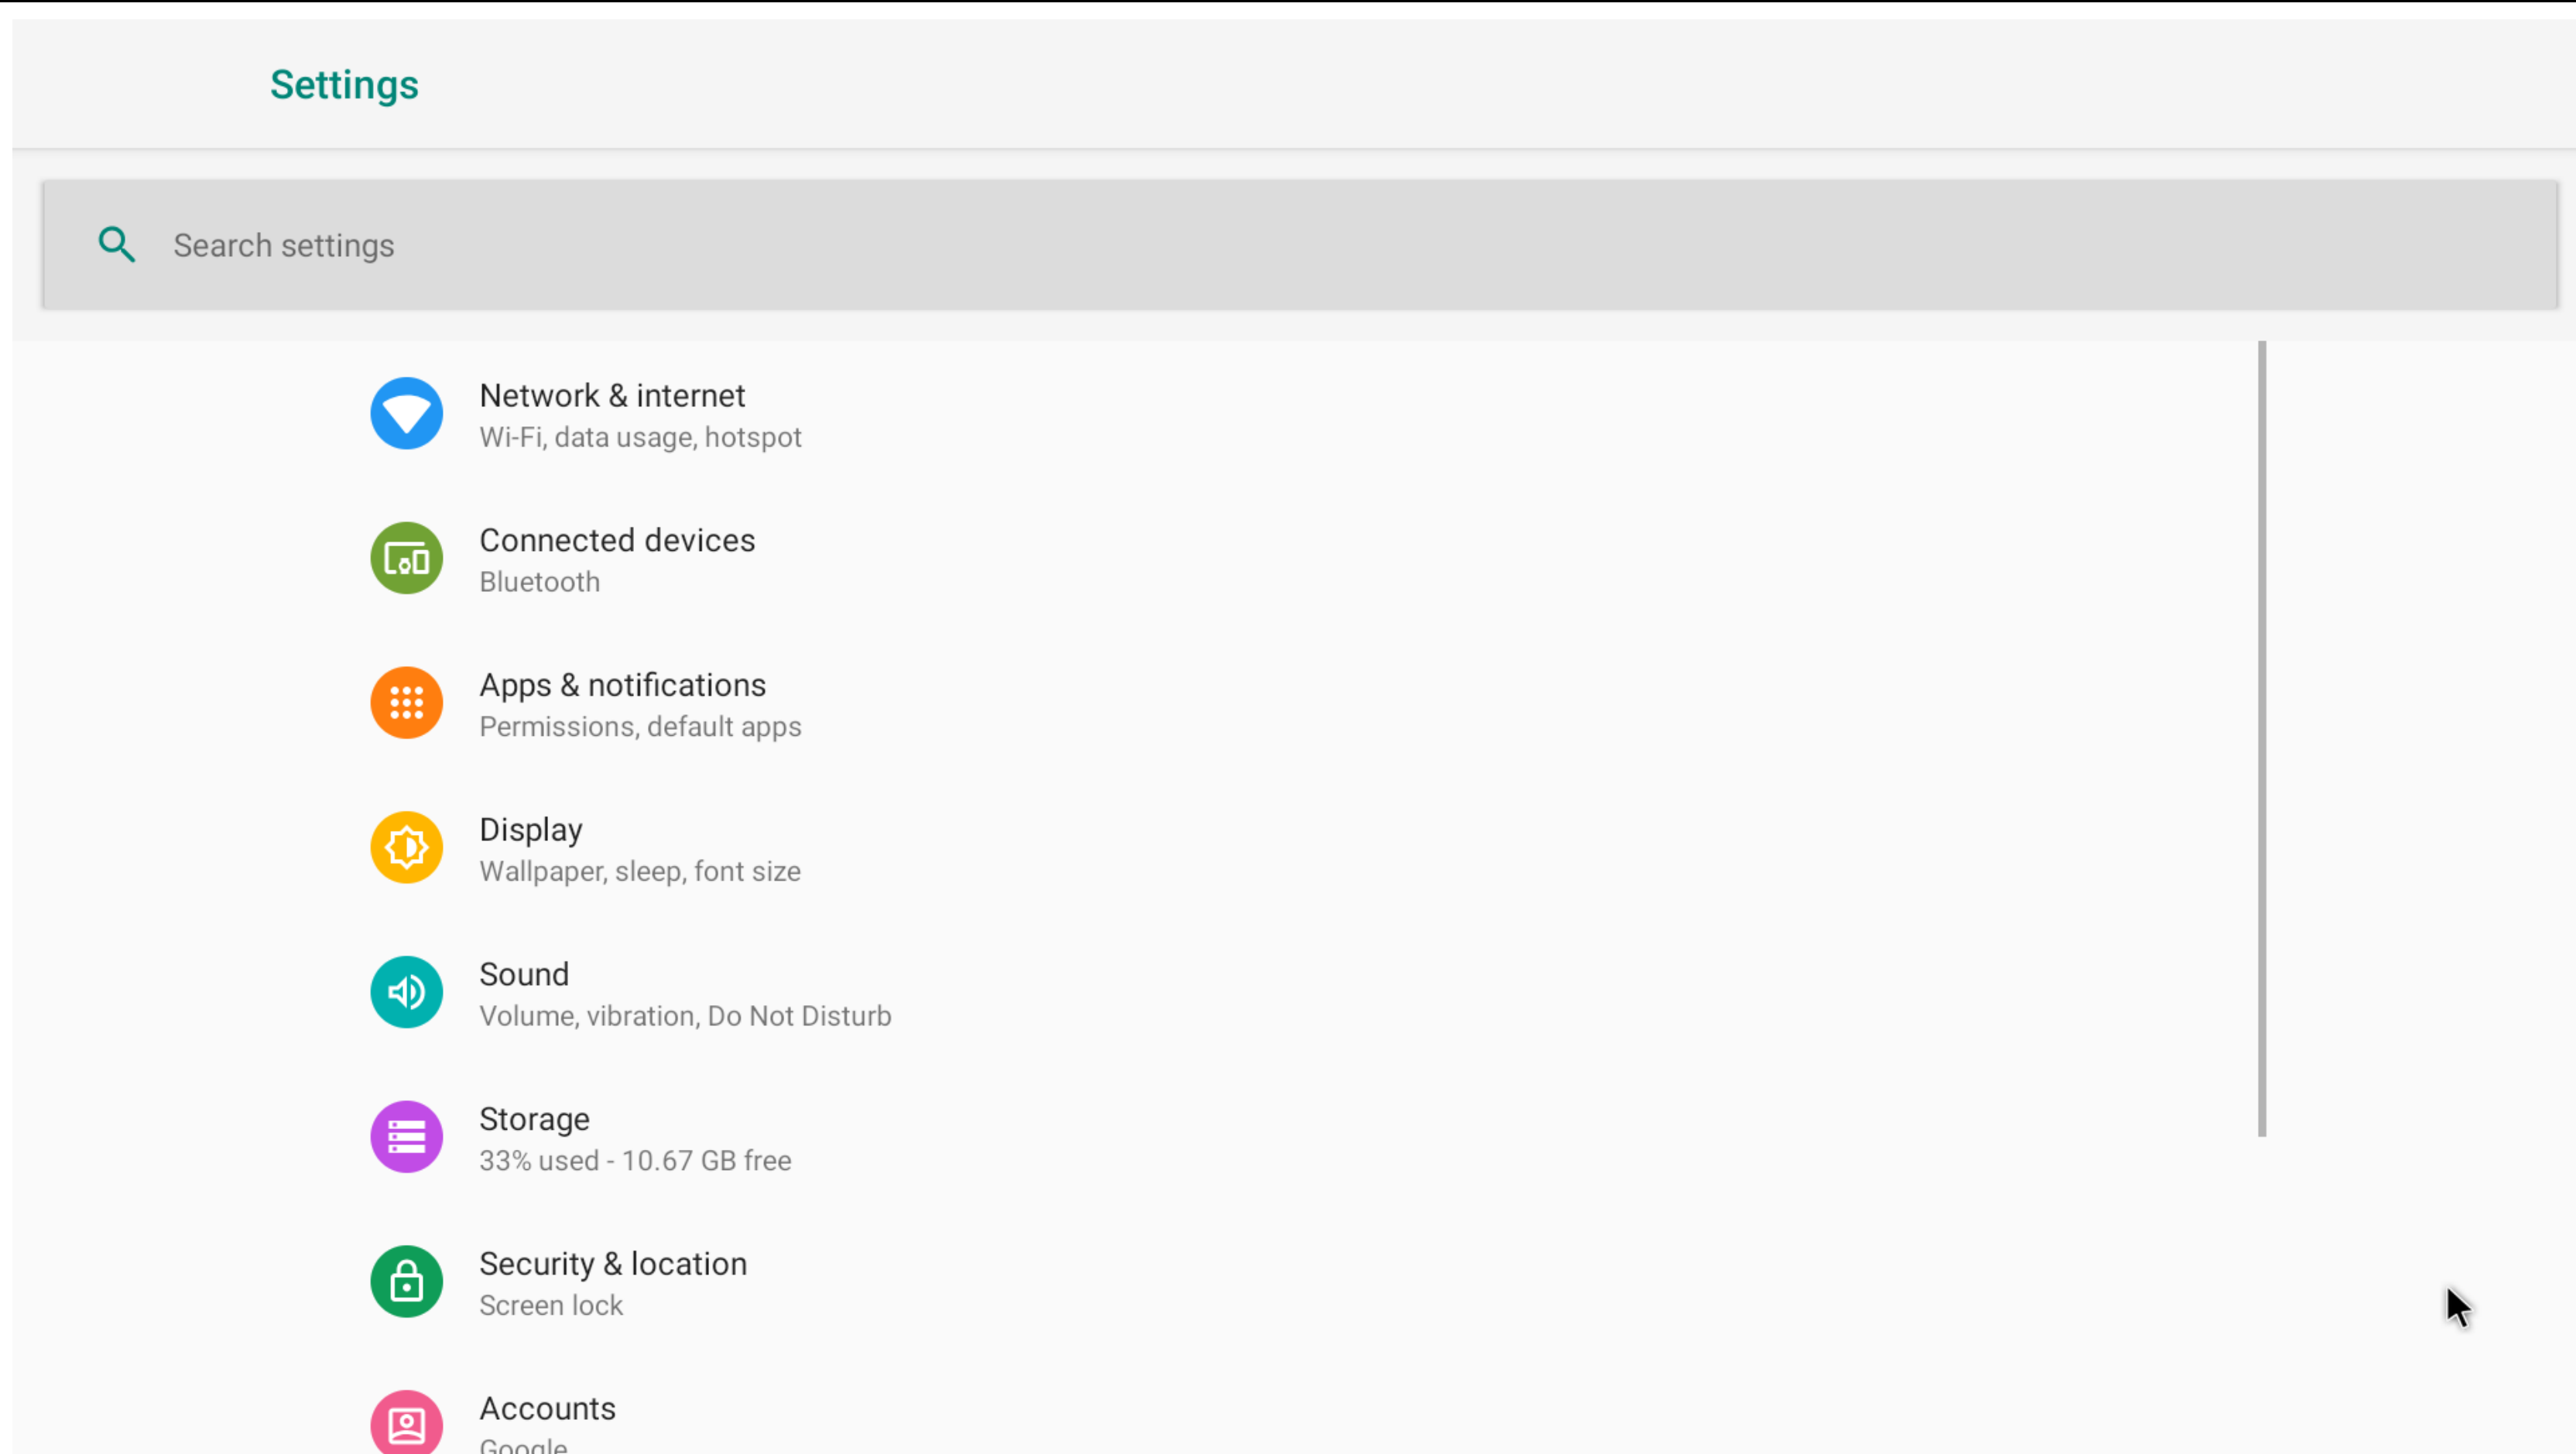 Settings
Search settings
Network & internet
Wi-Fi, data usage, hotspot
Connected devices
Bluetooth
Apps & notifications
Permissions, default apps
Display
Wallpaper, sleep, font size
Sound
Volume, vibration, Do Not Disturb
Storage
33% used - 10.67 GB free
Security & location
Screen lock
Accounts
Google